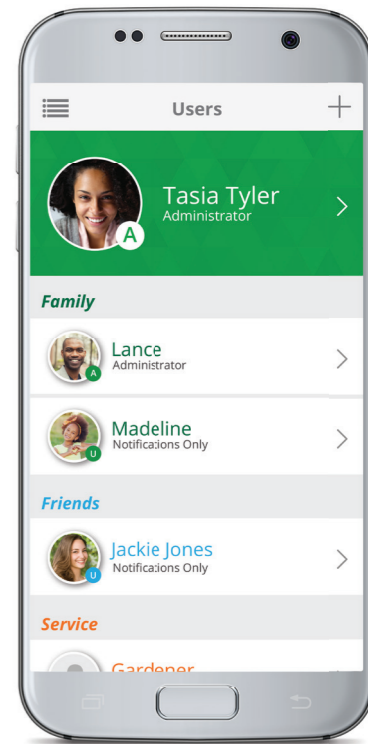 Users
Tasia Tyler
Administrator
A
Family
Lance
Administrator
A
Madeline
Notifications Only
U
Friends
Jackie Jones
Notifications Only
U
Service
Gardener